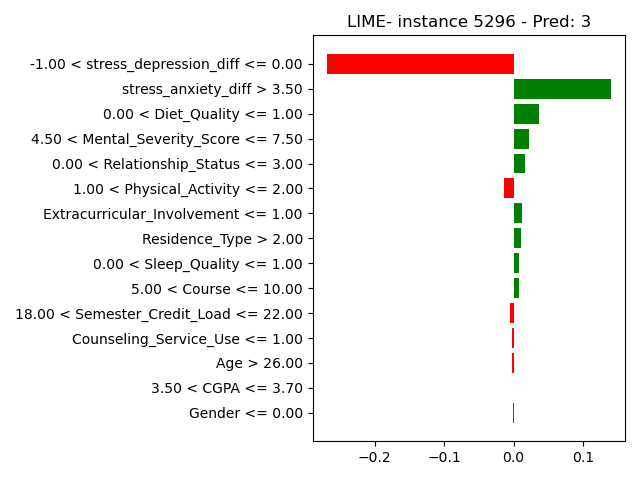 LIME- instance 5296 - Pred: 3
-1.00 < stress_depression_diff <= 0.00
stress_anxiety_diff > 3.50
0.00 < Diet_Quality <= 1.00
4.50 < Mental_Severity_Score <= 7.50
0.00 < Relationship_Status <= 3.00
1.00 < Physical_Activity <= 2.00
Extracurricular_Involvement <= 1.00
Residence_Type > 2.00
0.00 < Sleep_Quality <= 1.00
5.00 < Course <= 10.00
18.00 < Semester_Credit_Load <= 22.00
Counseling_Service_Use <= 1.00
Age > 26.00
3.50 < CGPA <= 3.70
Gender <= 0.00
−0.2 −0.1 0.0 0.1